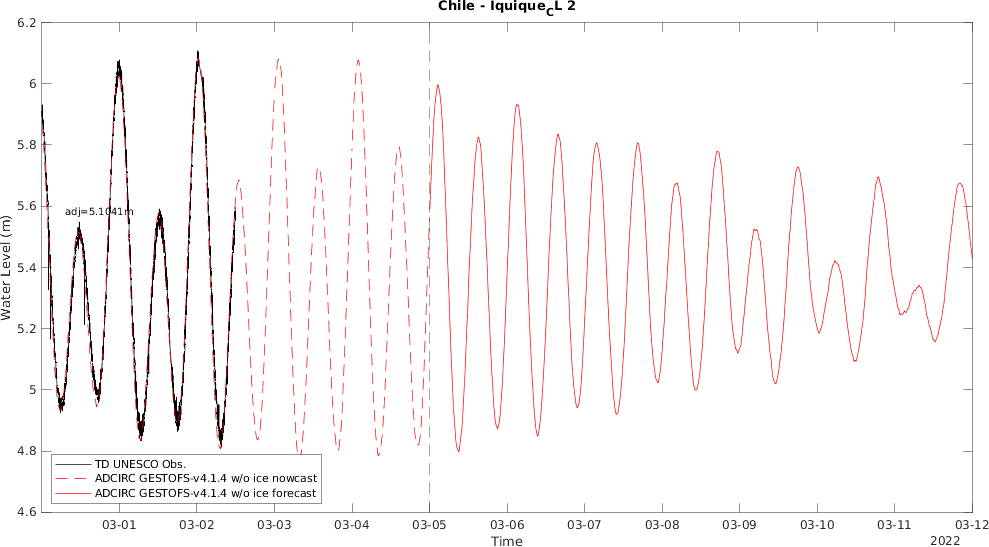 Chile - Iquique_CL 2
6.2
6
5.8
5.6
5.4
5.2
5
4.8
4.6
Water Level (m)
adj=5.1041m
TD UNESCO Obs.
ADCIRC GESTOFS-v4.1.4 w/o ice nowcast
ADCIRC GESTOFS-v4.1.4 w/o ice forecast
03-01 03-02 03-03 03-04 03-05 03-06 03-07 03-08 03-09 03-10 03-11 03-12
Time
2022